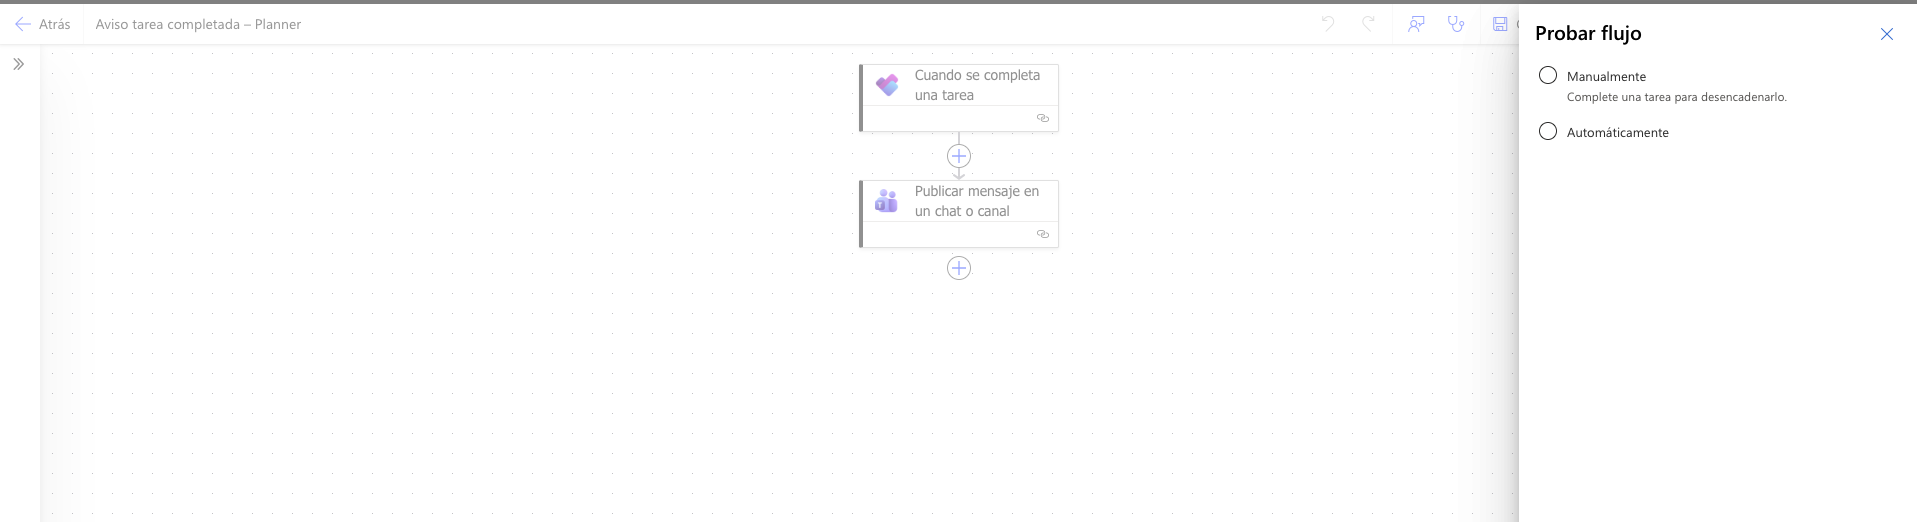 Atrás
Aviso tarea completada – Planner
Cuando se completa
una tarea
Publicar mensaje en
un chat o canal
Probar flujo
Manualmente
Complete una tarea para desencadenarlo.
Automáticamente